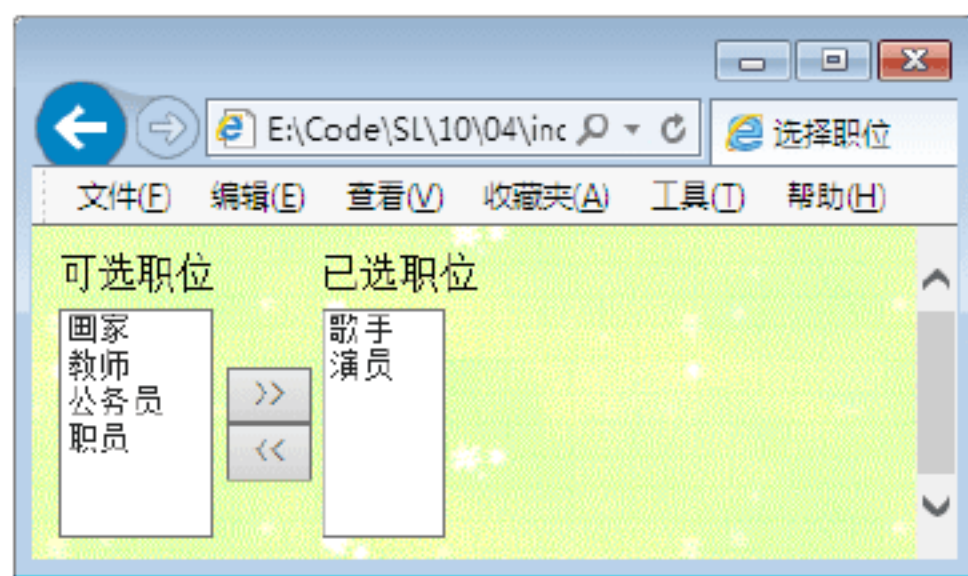 E:\Code\SL\10\04\inc
选择职位
文件(F) 编辑(E) 查看(V) 收藏夹(A) 工具(T) 帮助(H)
可选职位 已选职位
画家
教师
公务员
职员
>>
<<
歌手
演员